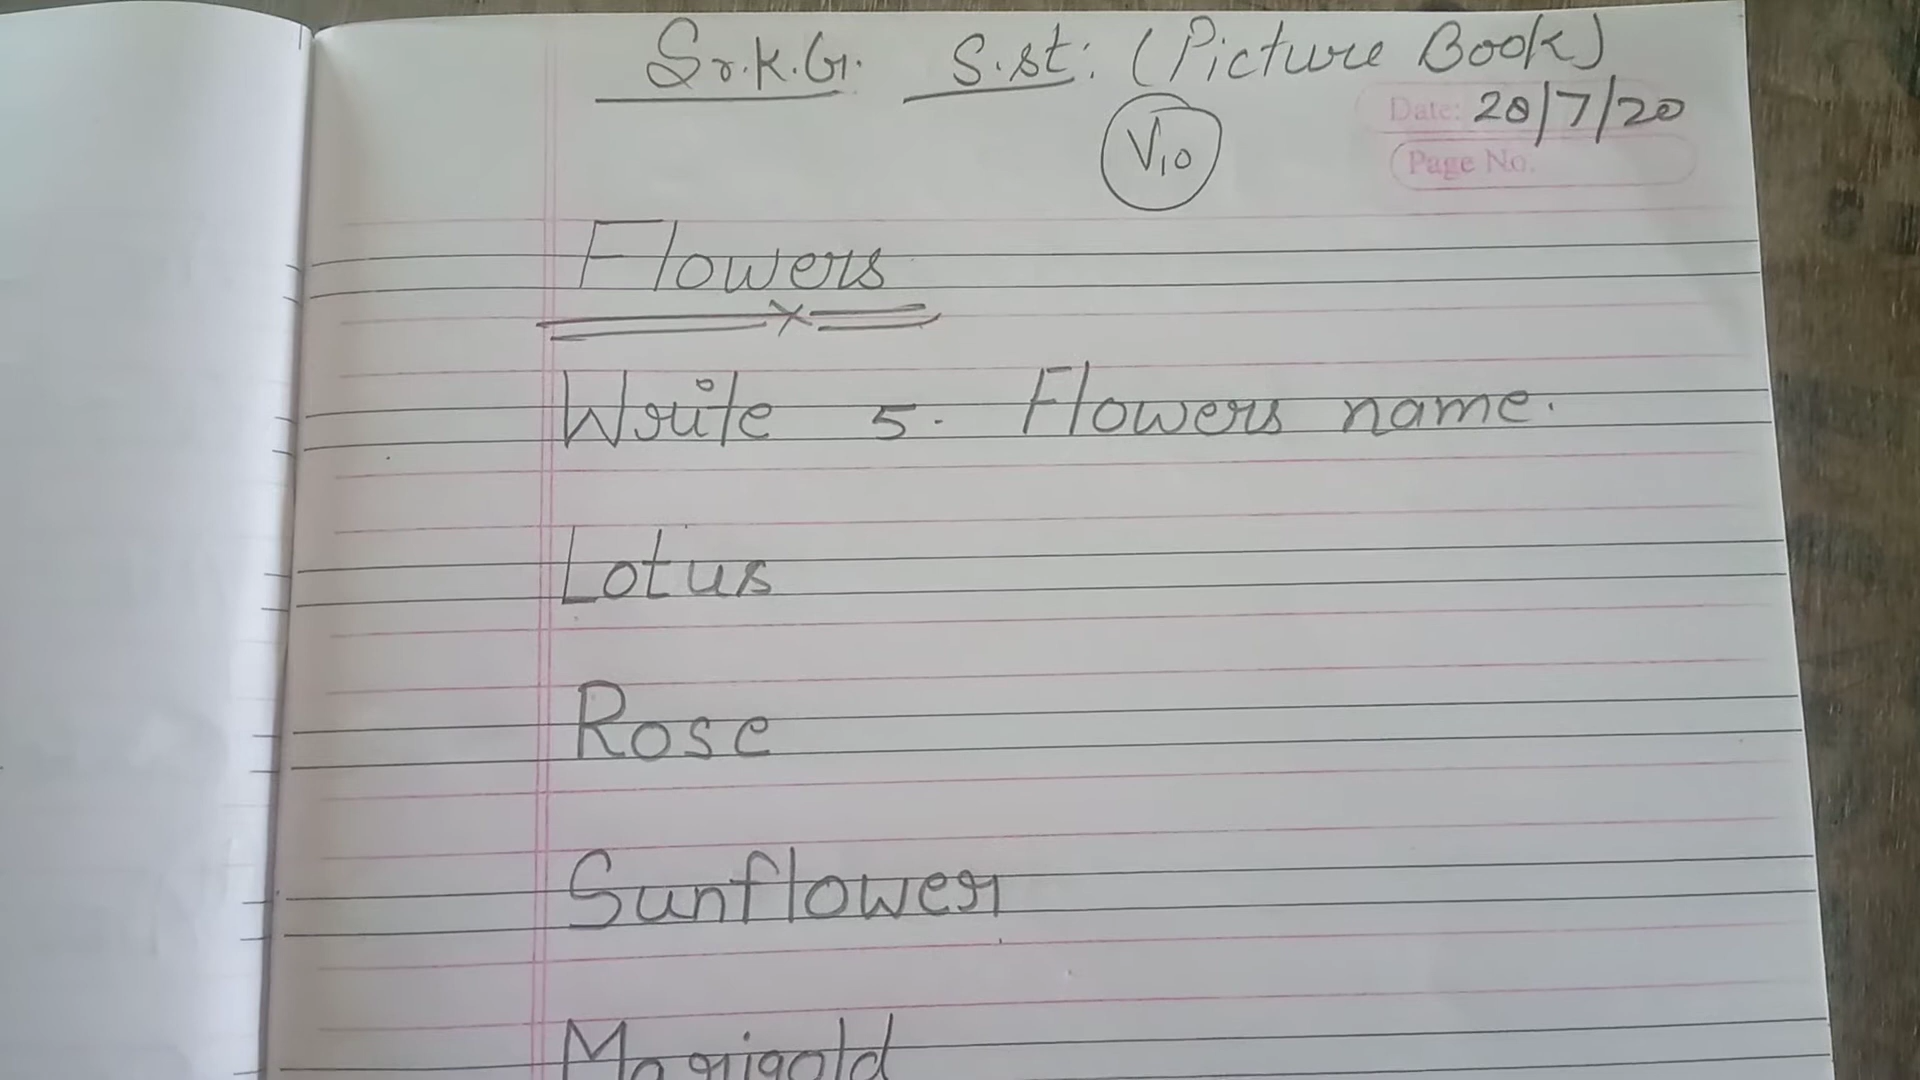 Sr.K.G. S.st: (Picture Book)
Date: 28/7/20
V10
Page No.
Flowers
Write 5. Flowers name.
Lotus
Rose
Sunflower
Marigold